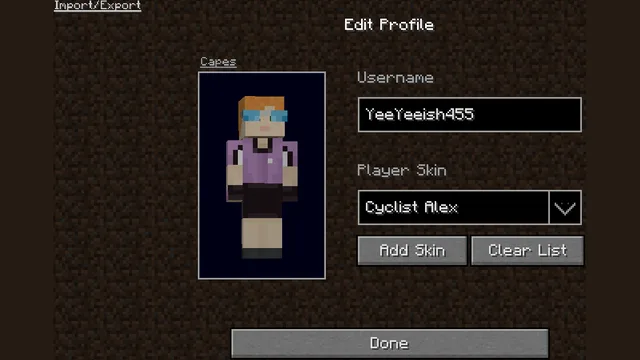 Import/Export
Edit Profile
Capes
Username
YeeYeeish455
Player Skin
Cyclist Alex
Add Skin
Clear List
Done